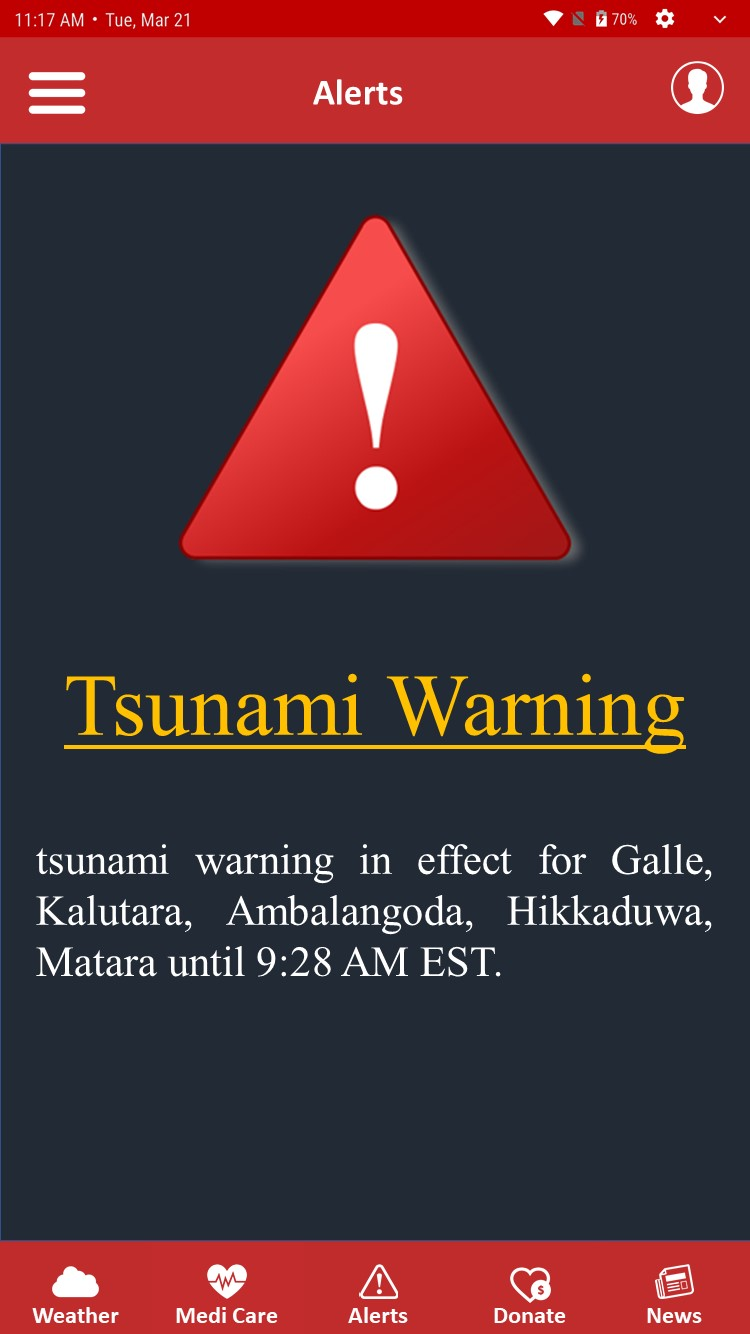 11:17 AM • Tue, Mar 21
70%
Alerts
!
Tsunami Warning
tsunami warning in effect for Galle,
Kalutara, Ambalangoda, Hikkaduwa,
Matara until 9:28 AM EST.
Weather Medi Care Alerts Donate News